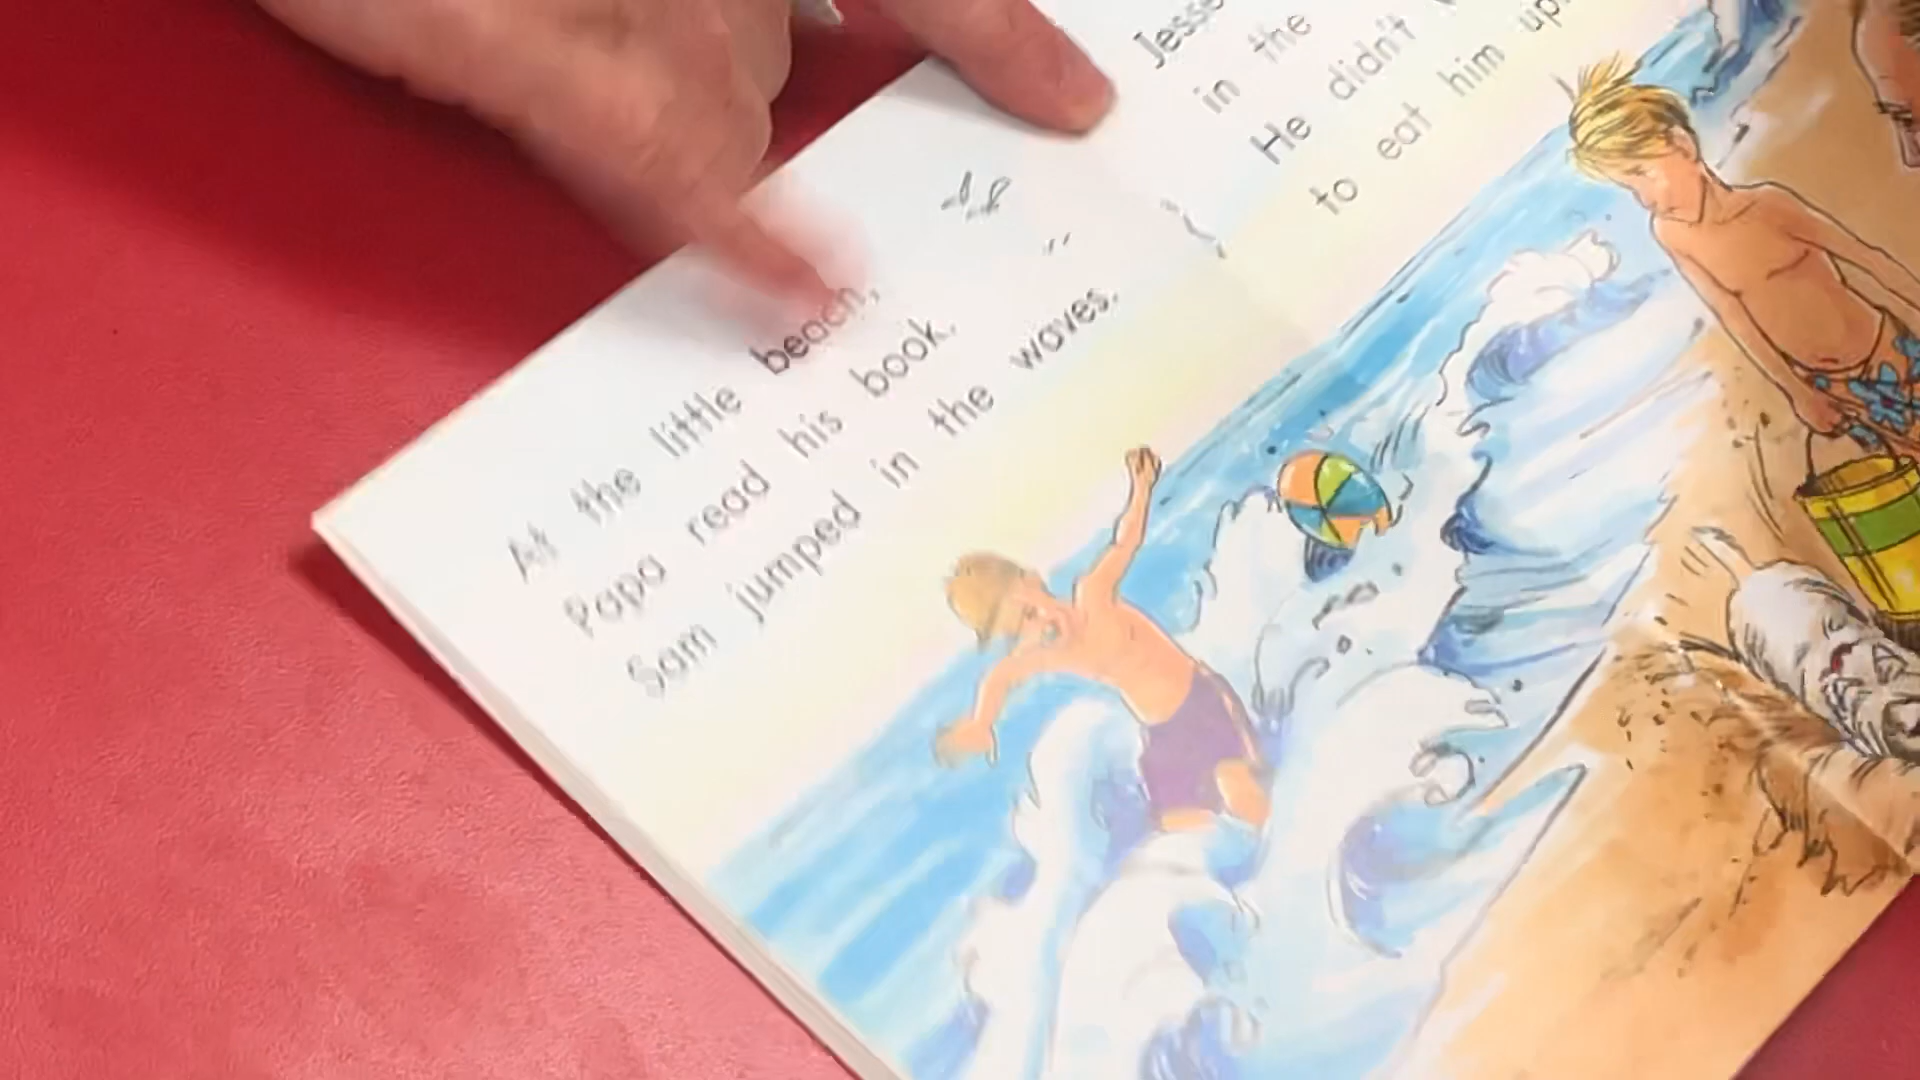 At the little beach,
Papa read his book.
Sam jumped in the waves.
Jesse
in the
He didn't
to eat him up.